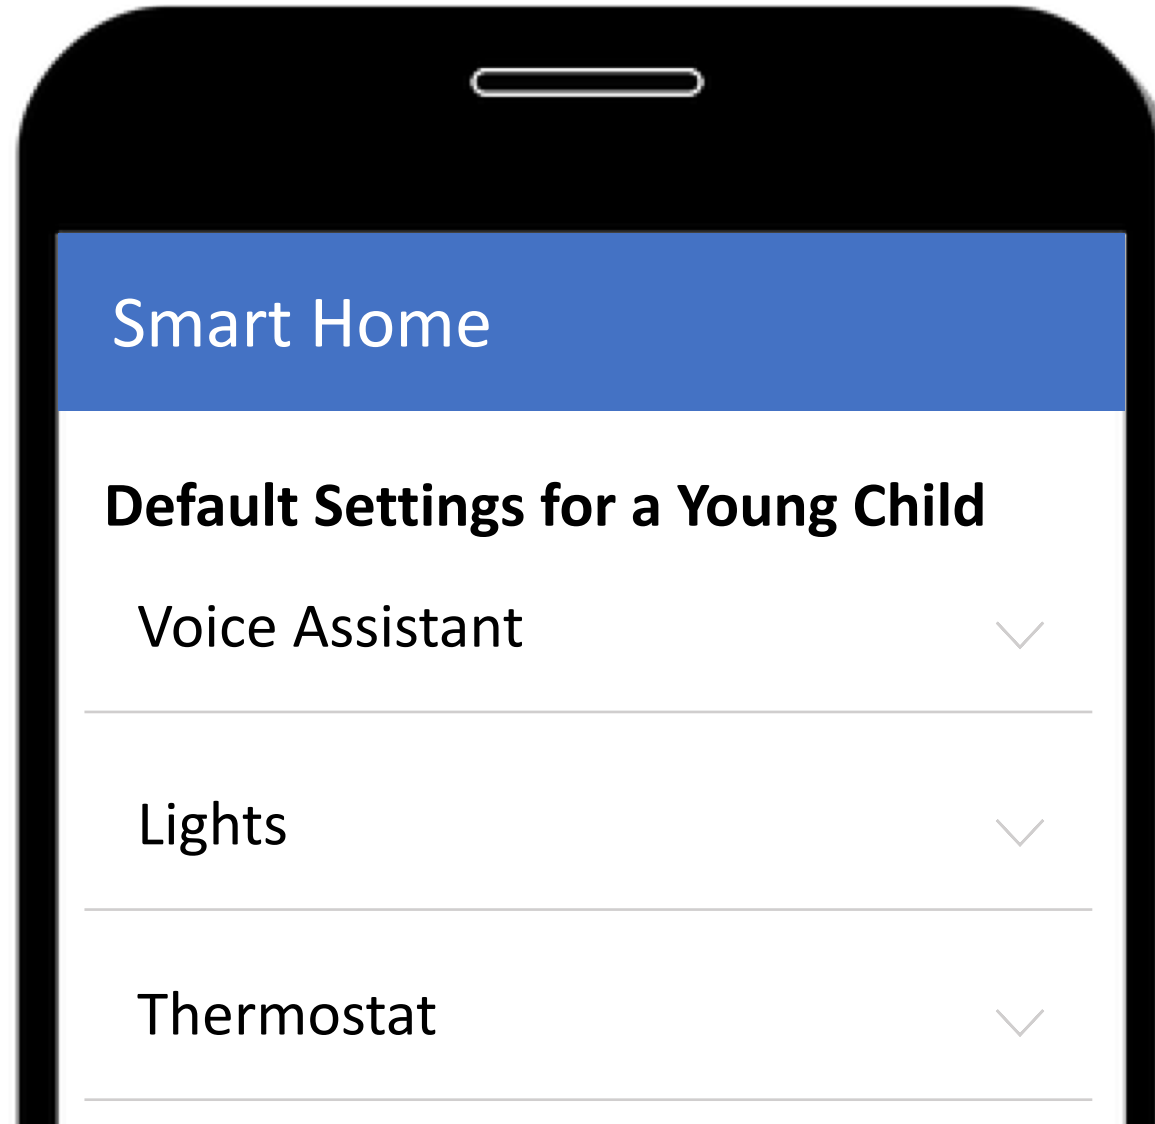 Smart Home
Default Settings for a Young Child
Voice Assistant
Lights
Thermostat